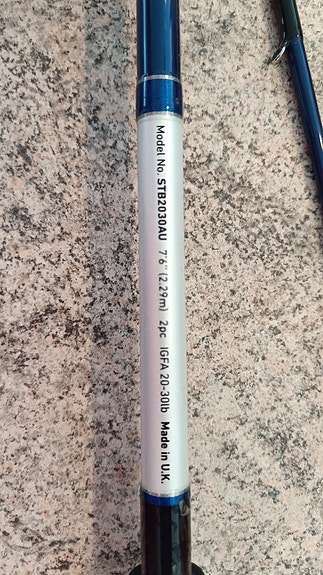 Model No. STB2030AU 7'6" (2.29m) 2pc IGFA 20-30lb Made in U.K.